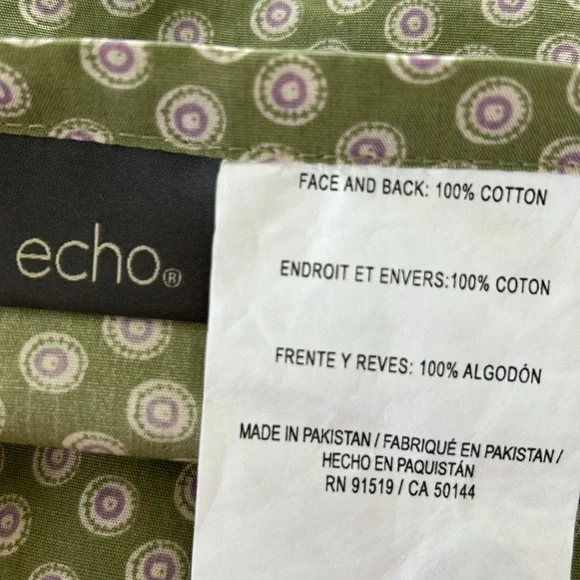 echo®
FACE AND BACK: 100% COTTON
ENDROIT ET ENVERS:100% COTON
FRENTE Y REVES: 100% ALGODÓN
MADE IN PAKISTAN / FABRIQUÉ EN PAKISTAN /
HECHO EN PAQUISTÁN
RN 91519 / CA 50144